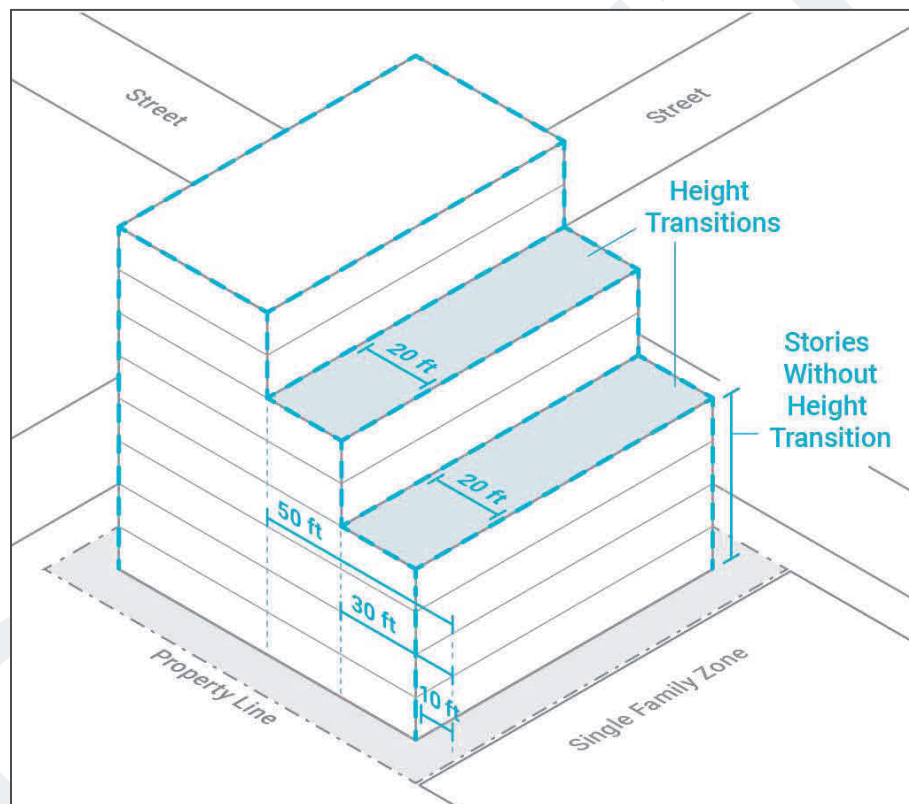 Street
Street
Height
Transitions
20 ft
Stories
Without
Height
Transition
20 ft
50 ft
30 ft
10 ft
Property Line
Single Family Zone